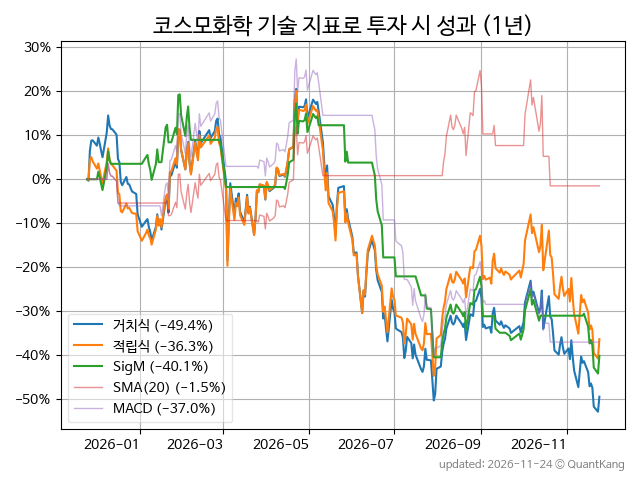 코스모화학 기술 지표로 투자 시 성과 (1년)
30%
20%
10%
0%
−10%
−20%
−30%
−40%
−50%
거치식 (−49.4%)
적립식 (−36.3%)
SigM (−40.1%)
SMA(20) (−1.5%)
MACD (−37.0%)
2026-01
2026-03
2026-05
2026-07
2026-09
2026-11
updated: 2026-11-24 © QuantKang